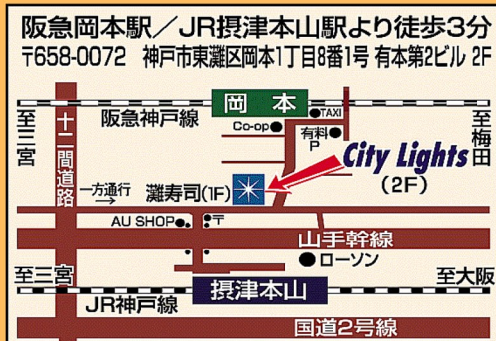 阪急岡本駅／JR摂津本山駅より徒歩3分
〒658-0072 神戸市東灘区岡本1丁目8番1号 有本第2ビル 2F
至三宮
十二間道路
阪急神戸線
岡本
TAXI
Co-op
有料P
至梅田
City Lights
(2F)
一方通行
→
灘寿司(1F)
AU SHOP
〒
山手幹線
ローソン
至三宮
摂津本山
至大阪
JR神戸線
国道2号線